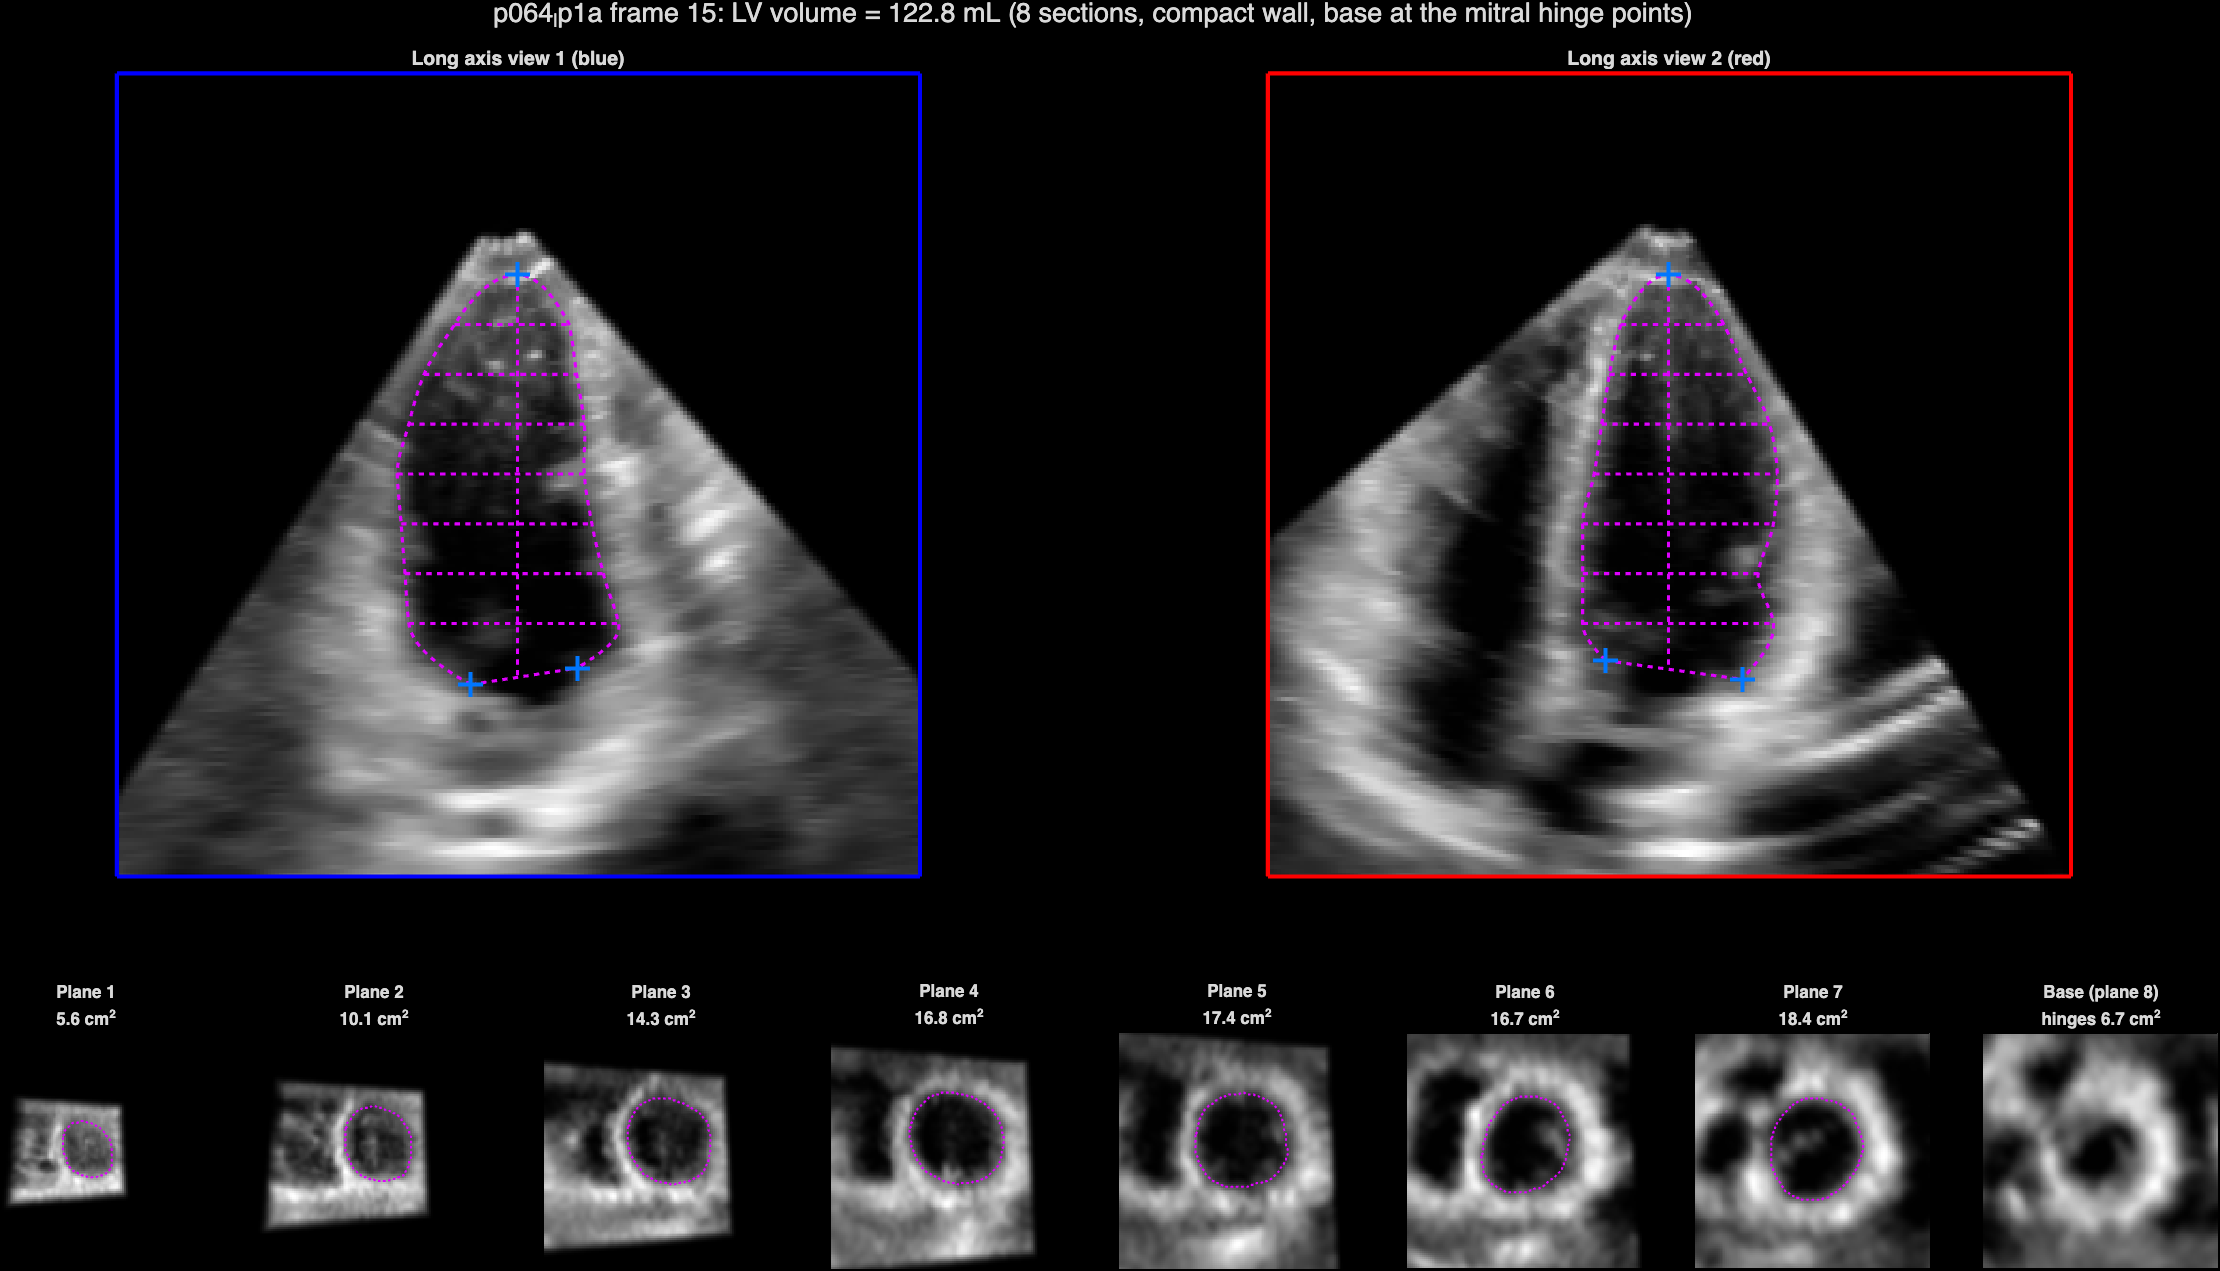 p064ₗp1a frame 15: LV volume = 122.8 mL (8 sections, compact wall, base at the mitral hinge points)
Long axis view 1 (blue)
Long axis view 2 (red)
Plane 1
5.6 cm²
Plane 2
10.1 cm²
Plane 3
14.3 cm²
Plane 4
16.8 cm²
Plane 5
17.4 cm²
Plane 6
16.7 cm²
Plane 7
18.4 cm²
Base (plane 8)
hinges 6.7 cm²